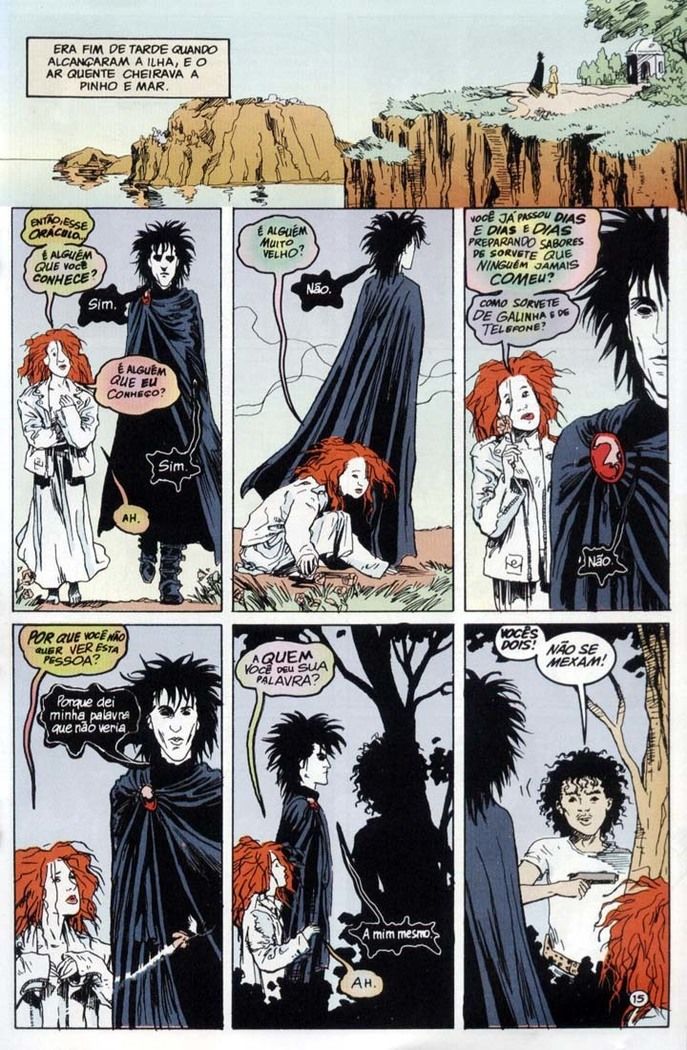 ERA FIM DE TARDE QUANDO
ALCANÇARAM A ILHA, E O
AR QUENTE CHEIRAVA A
PINHO E MAR.
ENTÃO, ESSE
ORÁCULO...
É ALGUÉM
QUE VOCÊ
CONHECE?
Sim.
É ALGUÉM
QUE EU
CONHEÇO?
Sim.
AH.
É ALGUÉM
MUITO
VELHO?
Não.
VOCÊ JÁ PASSOU DIAS
E DIAS E DIAS
PREPARANDO SABORES
DE SORVETE QUE
NINGUÉM JAMAIS
COMEU?
COMO SORVETE
DE GALINHA E DE
TELEFONE?
Não.
POR QUE VOCÊ NÃO
QUER VER ESTA
PESSOA?
Porque dei
minha palavra
que não veria
A QUEM
VOCÊ DEU SUA
PALAVRA?
A mim mesmo.
AH.
VOCÊS
DOIS!
NÃO SE
MEXAM!
15